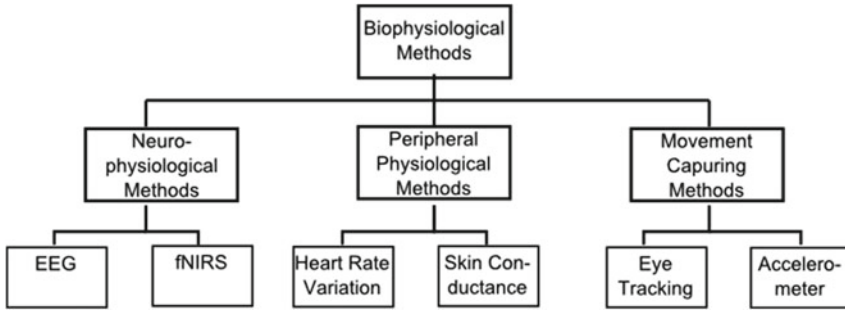 Biophysiological
Methods
Neuro-
physiological
Methods
Peripheral
Physiological
Methods
Movement
Capuring
Methods
EEG
fNIRS
Heart Rate
Variation
Skin Con-
ductance
Eye
Tracking
Accelero-
meter